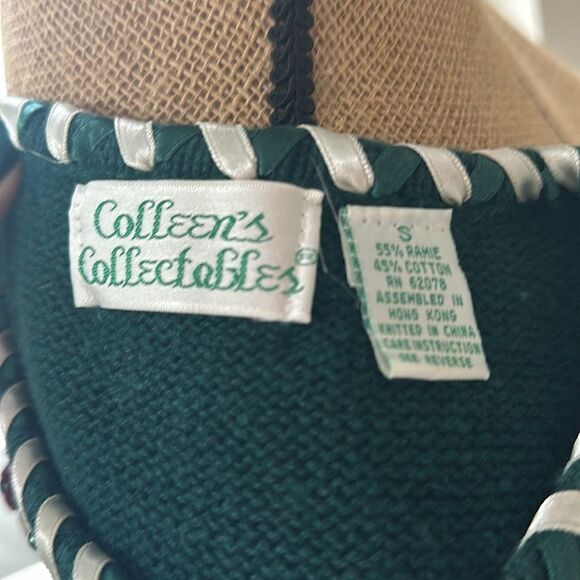 Colleen's
Collectables
S
55% RAMIE
45% COTTON
RN 62078
ASSEMBLED IN
HONG KONG
KNITTED IN CHINA
CARE INSTRUCTION
SEE REVERSE